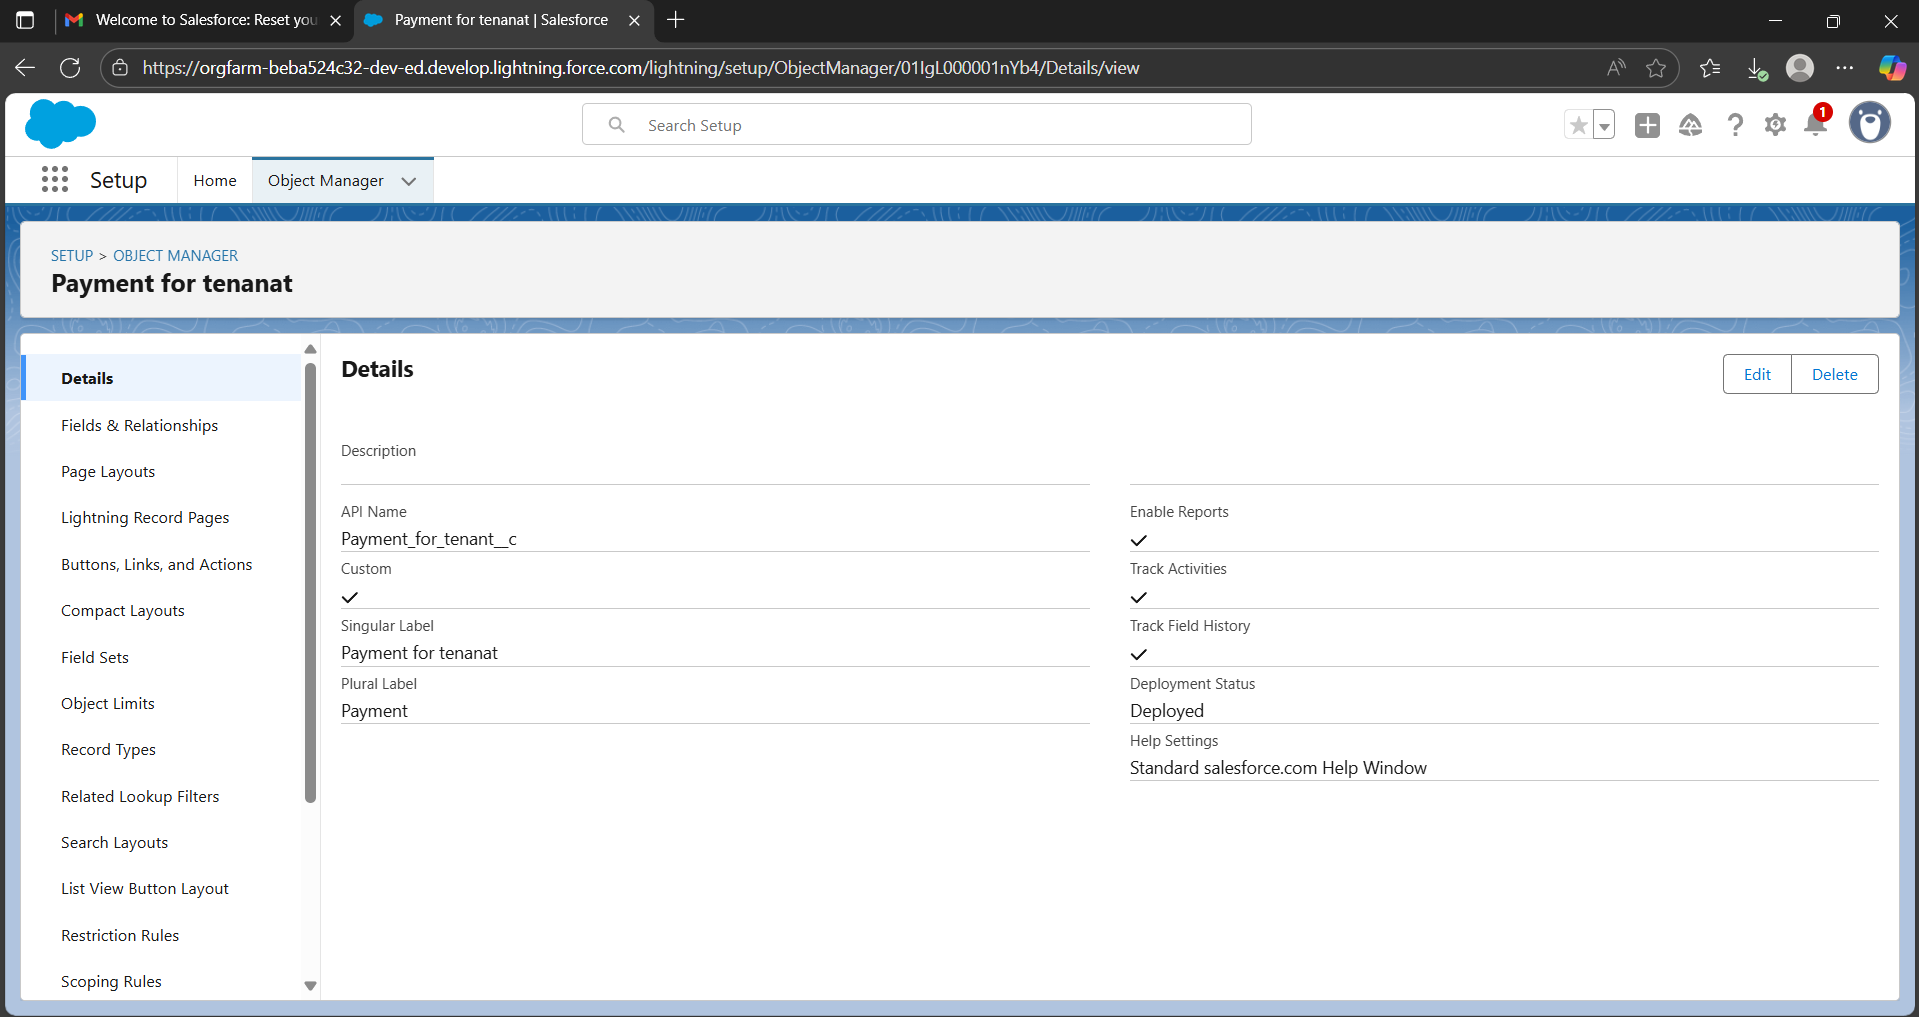 Welcome to Salesforce: Reset you
Payment for tenanat | Salesforce
https://orgfarm-beba524c32-dev-ed.develop.lightning.force.com/lightning/setup/ObjectManager/01IgL000001nYb4/Details/view
Search Setup
1
Setup
Home
Object Manager
SETUP > OBJECT MANAGER
Payment for tenanat
Details
Fields & Relationships
Page Layouts
Lightning Record Pages
Buttons, Links, and Actions
Compact Layouts
Field Sets
Object Limits
Record Types
Related Lookup Filters
Search Layouts
List View Button Layout
Restriction Rules
Scoping Rules
Details
Edit
Delete
Description
API Name
Payment_for_tenant__c
Custom
Singular Label
Payment for tenanat
Plural Label
Payment
Enable Reports
Track Activities
Track Field History
Deployment Status
Deployed
Help Settings
Standard salesforce.com Help Window